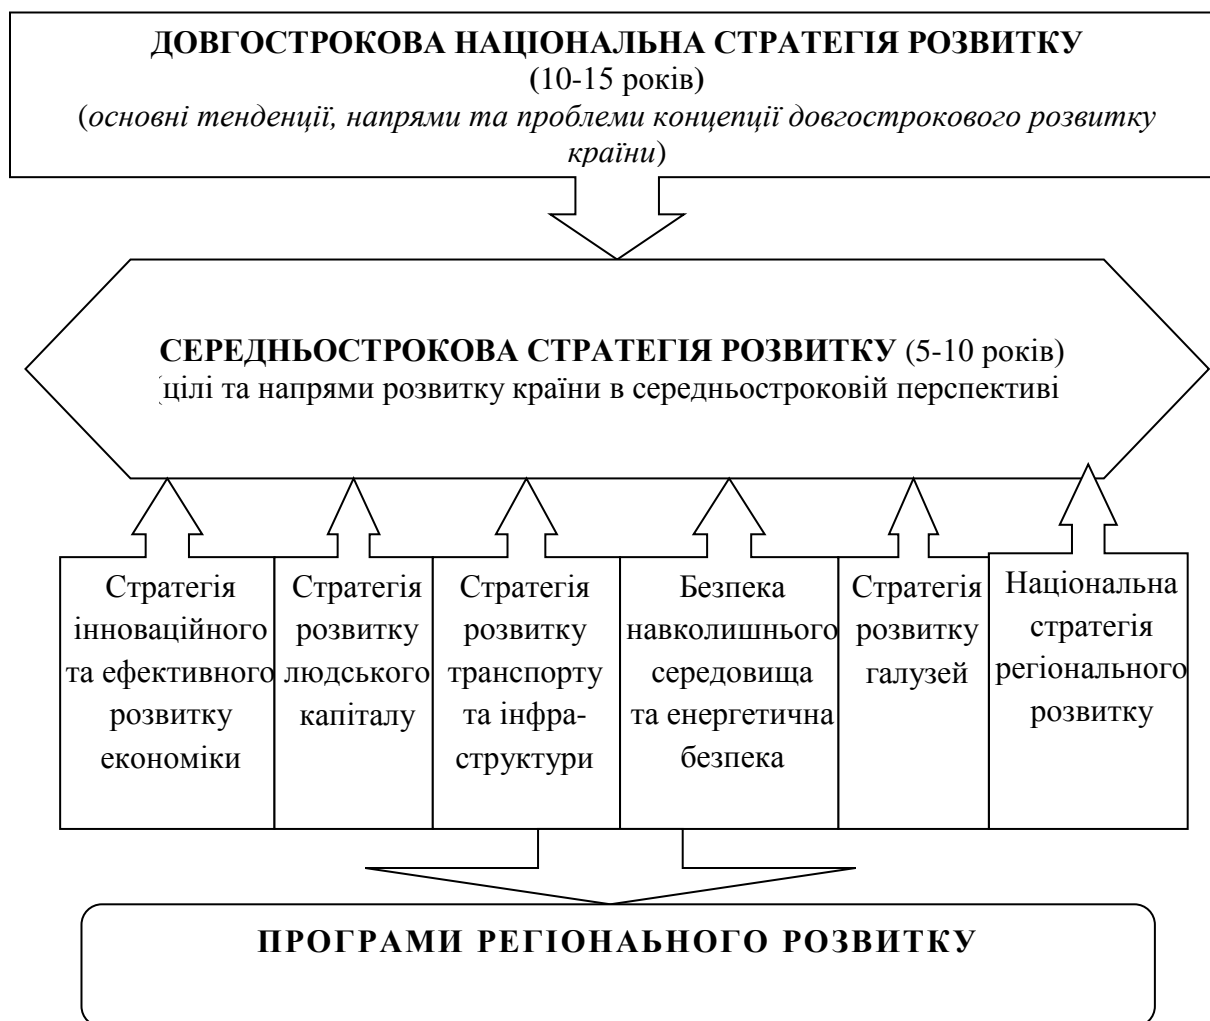 ДОВГОСТРОКОВА НАЦІОНАЛЬНА СТРАТЕГІЯ РОЗВИТКУ
(10-15 років)
(основні тенденції, напрями та проблеми концепції довгострокового розвитку
країни)
СЕРЕДНЬОСТРОКОВА СТРАТЕГІЯ РОЗВИТКУ (5-10 років)
(цілі та напрями розвитку країни в середньостроковій перспективі
Стратегія
інноваційного
та ефективного
розвитку
економіки
Стратегія
розвитку
людського
капіталу
Стратегія
розвитку
транспорту
та інфра-
структури
Безпека
навколишнього
середовища
та енергетична
безпека
Стратегія
розвитку
галузей
Національна
стратегія
регіонального
розвитку
ПРОГРАМИ РЕГІОНАЬНОГО РОЗВИТКУ